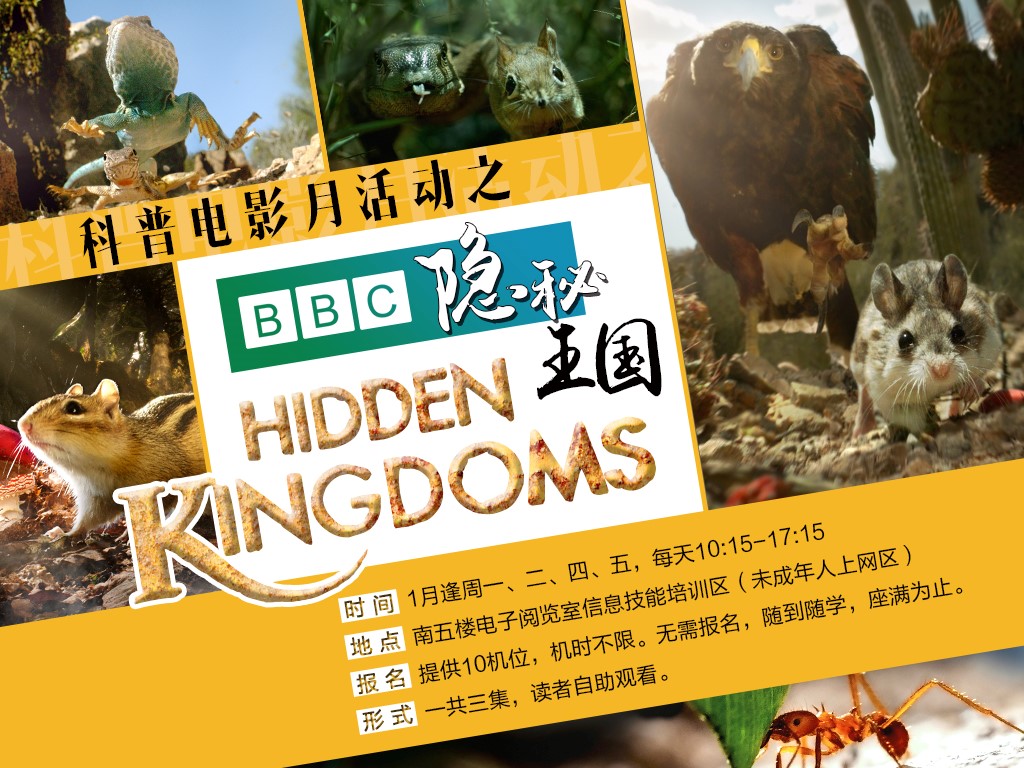 科普电影月活动之
BBC 隐秘
王国
HIDDEN
KINGDOMS
时间 1月逢周一、二、四、五，每天10:15-17:15
地点 南五楼电子阅览室信息技能培训区（未成年人上网区）
报名 提供10机位，机时不限。无需报名，随到随学，座满为止。
形式 一共三集，读者自助观看。